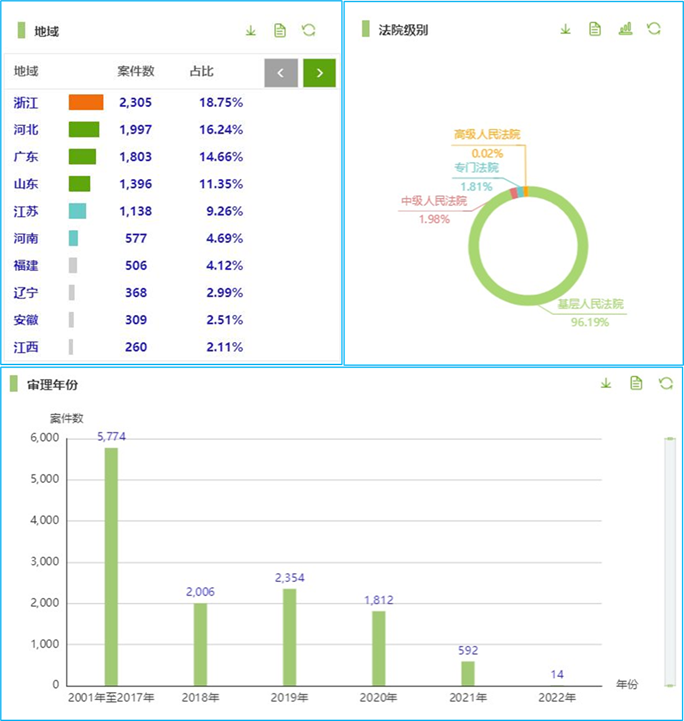 地域
地域 案件数 占比
浙江 2,305 18.75%
河北 1,997 16.24%
广东 1,803 14.66%
山东 1,396 11.35%
江苏 1,138 9.26%
河南 577 4.69%
福建 506 4.12%
辽宁 368 2.99%
安徽 309 2.51%
江西 260 2.11%
法院级别
高级人民法院
0.02%
专门法院
1.81%
中级人民法院
1.98%
基层人民法院
96.19%
审理年份
案件数
6,000
5,000
4,000
3,000
2,000
1,000
0
5,774
2,006
2,354
1,812
592
14
2001年至2017年 2018年 2019年 2020年 2021年 2022年
年份